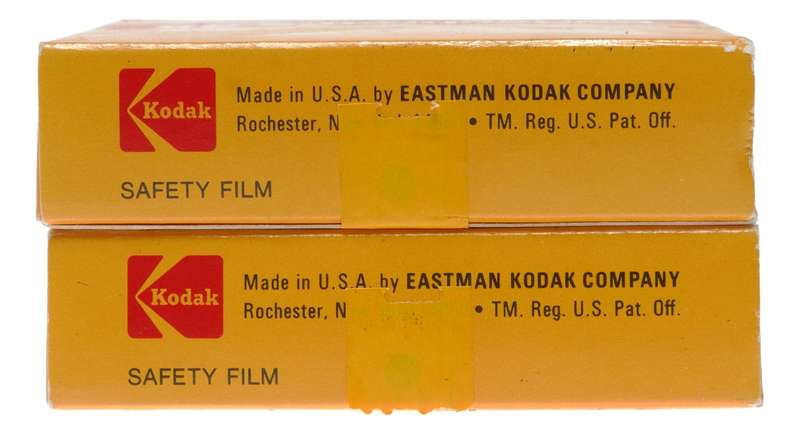 Kodak
Made in U.S.A. by EASTMAN KODAK COMPANY
Rochester, N • TM. Reg. U.S. Pat. Off.
SAFETY FILM
Kodak
Made in U.S.A. by EASTMAN KODAK COMPANY
Rochester, N • TM. Reg. U.S. Pat. Off.
SAFETY FILM